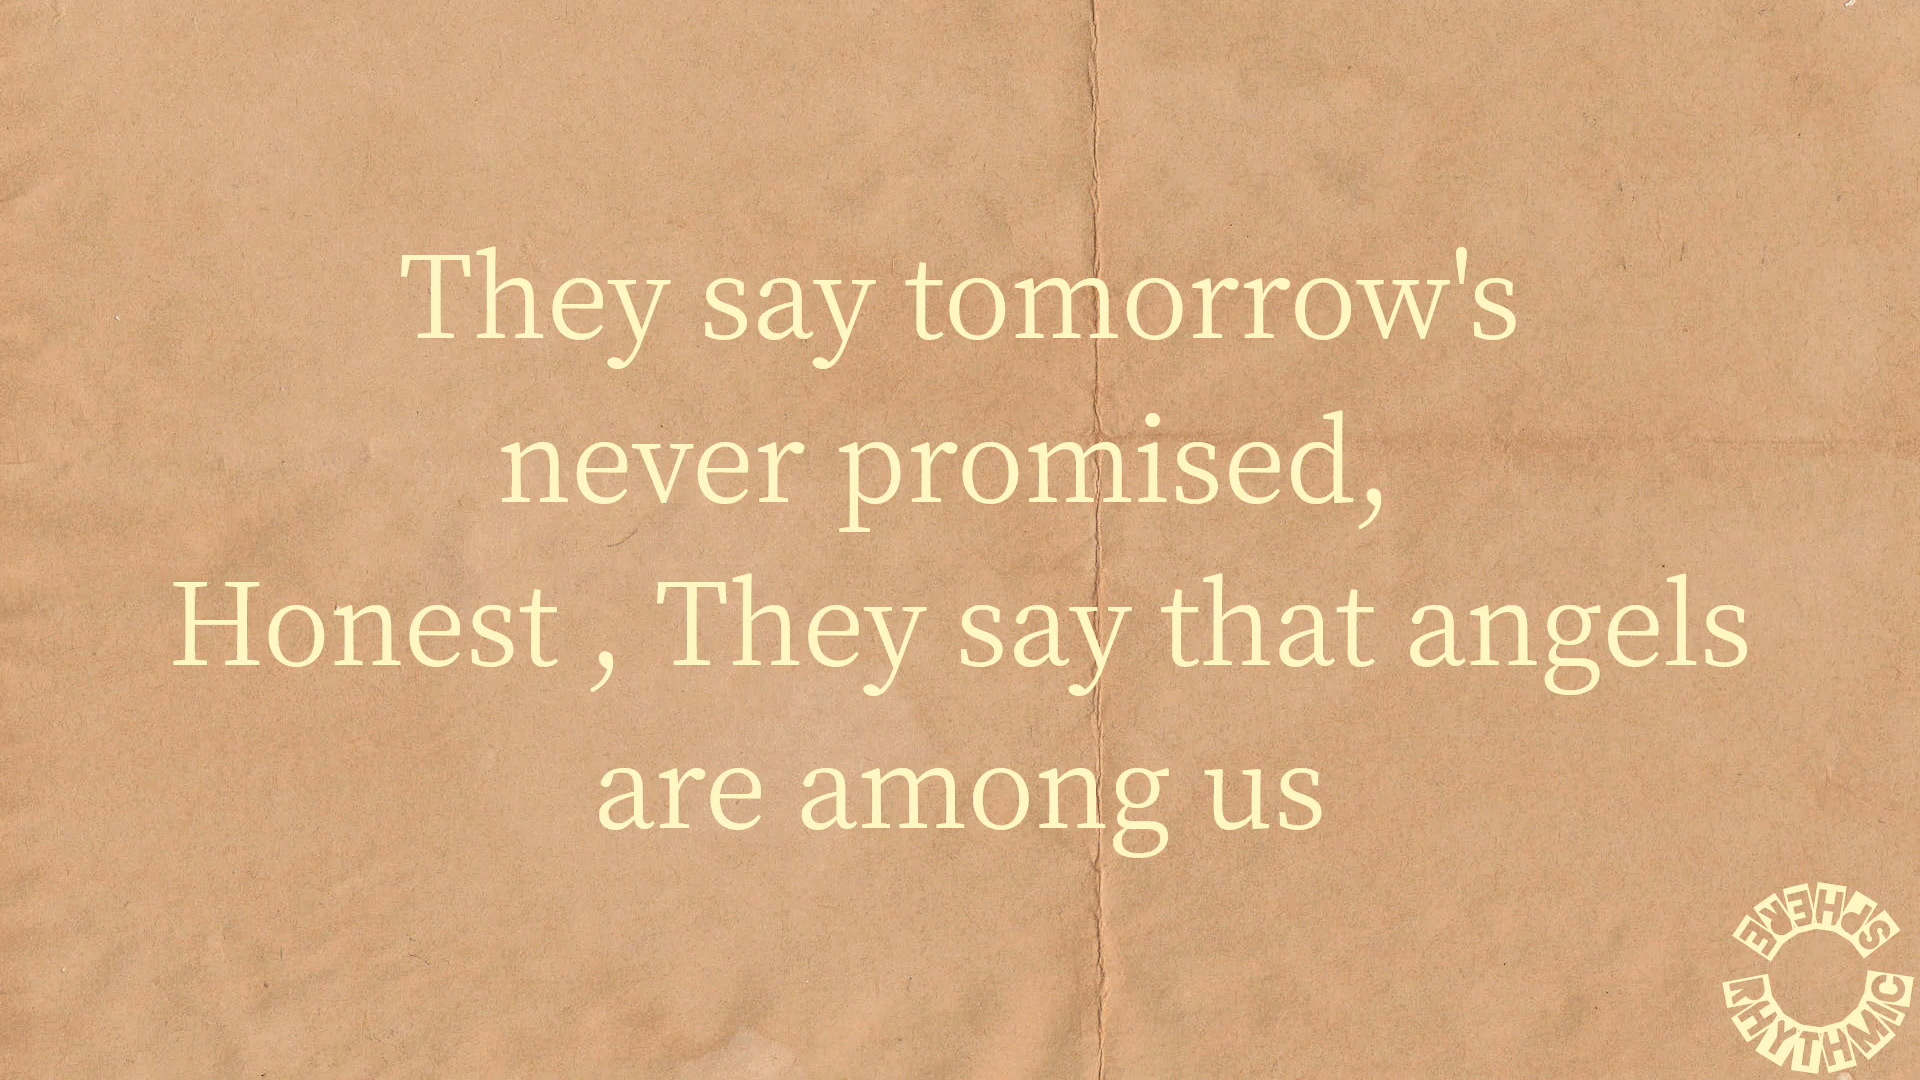 They say tomorrow's
never promised,
Honest , They say that angels
are among us
RHYTHMIC
SPHERE